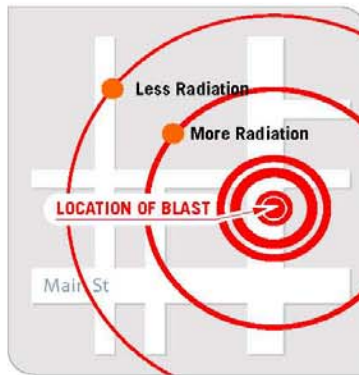 Less Radiation
More Radiation
LOCATION OF BLAST
Main St